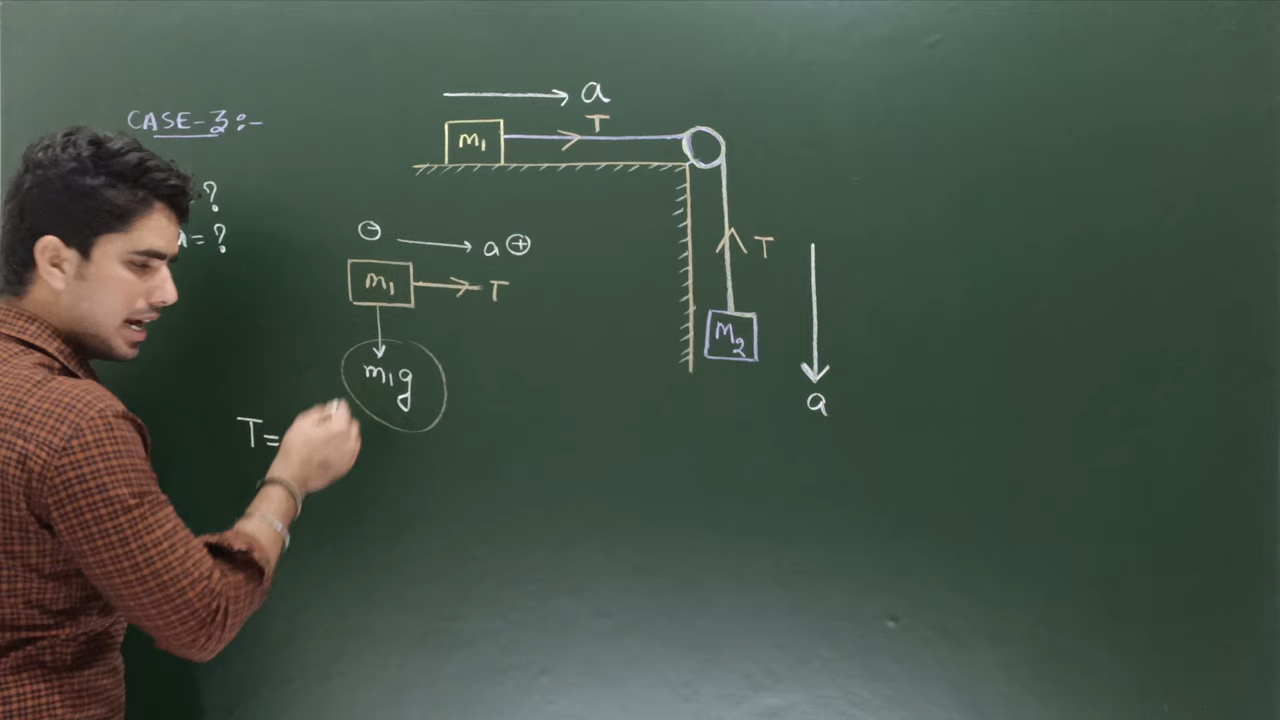 CASE-3:-
?
a = ?
a
T
m₁
T
m₂
a
⊖ a ⊕
m₁ T
m₁g
T =